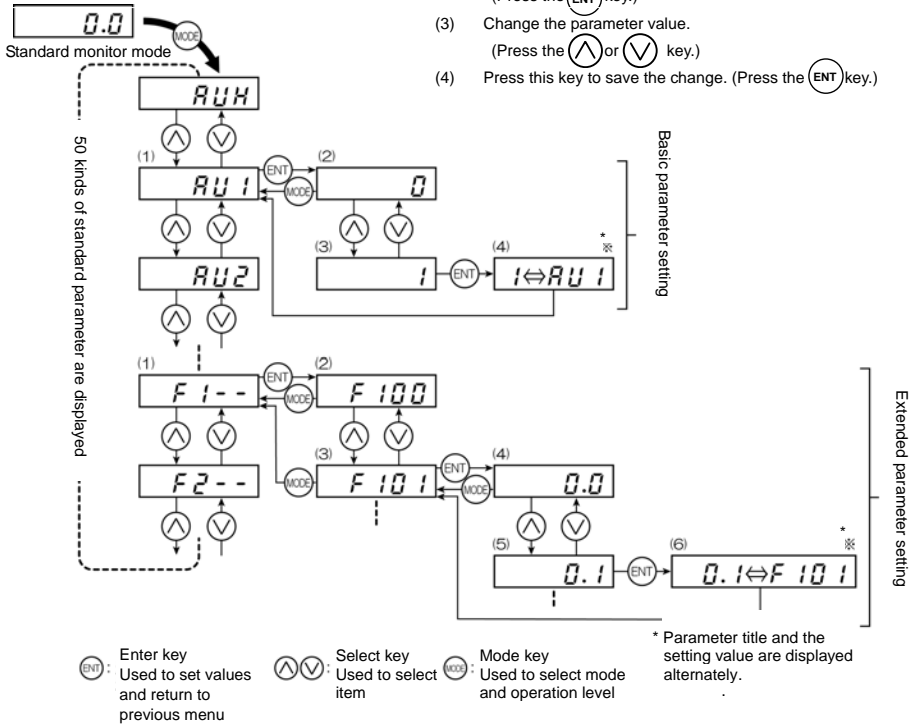 (Press the ENT key.)
(3) Change the parameter value.
(Press the or key.)
(4) Press this key to save the change. (Press the ENT key.)
0.0
MODE
Standard monitor mode
AUH
50 kinds of standard parameter are displayed
(1)
AU1
ENT
MODE
(2)
0
(3)
1
ENT
(4)
*
※
1⇔AU1
Basic parameter setting
AU2
(1)
F1--
ENT
MODE
(2)
F100
F2--
MODE
(3)
F101
ENT
MODE
(4)
0.0
(5)
0.1
ENT
(6)
*
※
0.1⇔F101
Extended parameter setting
ENT : Enter key
Used to set values
and return to
previous menu
: Select key
Used to select
item
MODE : Mode key
Used to select mode
and operation level
* Parameter title and the
setting value are displayed
alternately.